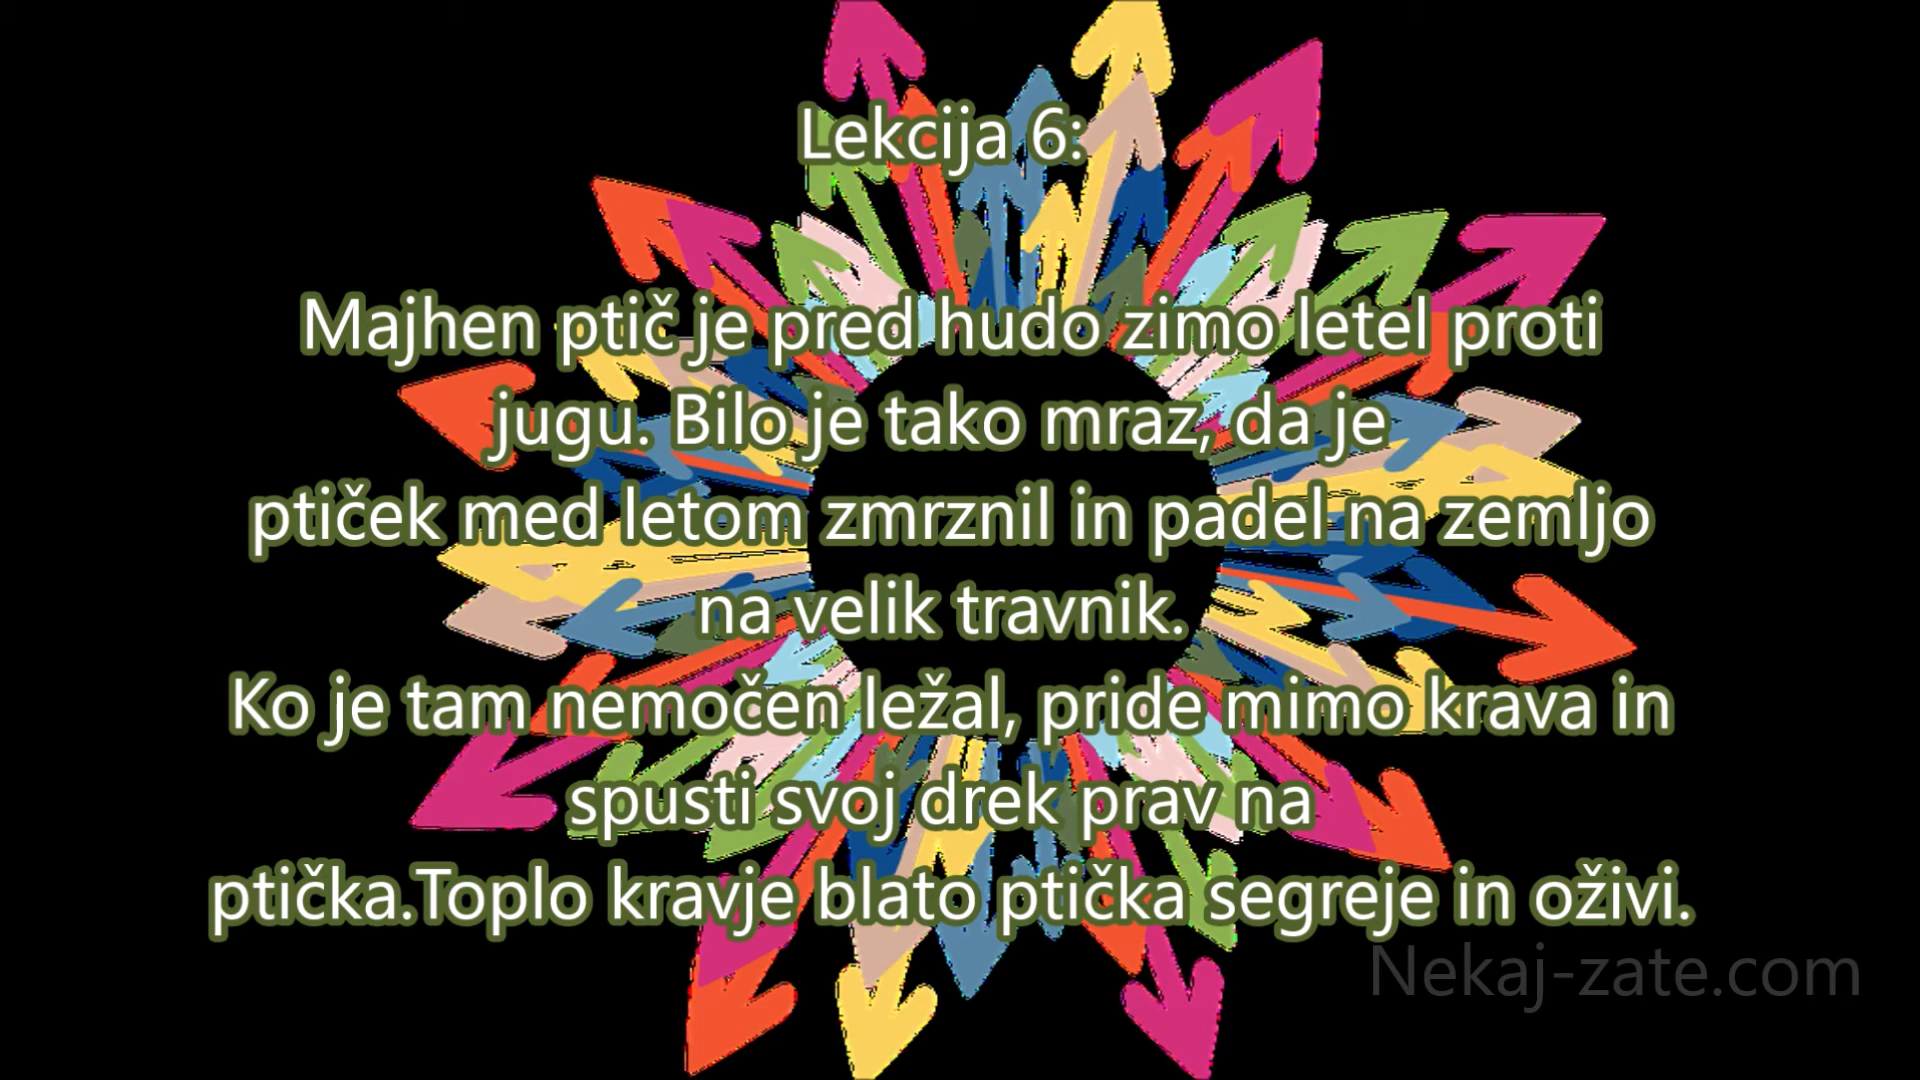 Lekcija 6:
Majhen ptič je pred hudo zimo letel proti
jugu. Bilo je tako mraz, da je
ptiček med letom zmrznil in padel na zemljo
na velik travnik.
Ko je tam nemočen ležal, pride mimo krava in
spusti svoj drek prav na
ptička.Toplo kravje blato ptička segreje in oživi.
Nekaj-zate.com